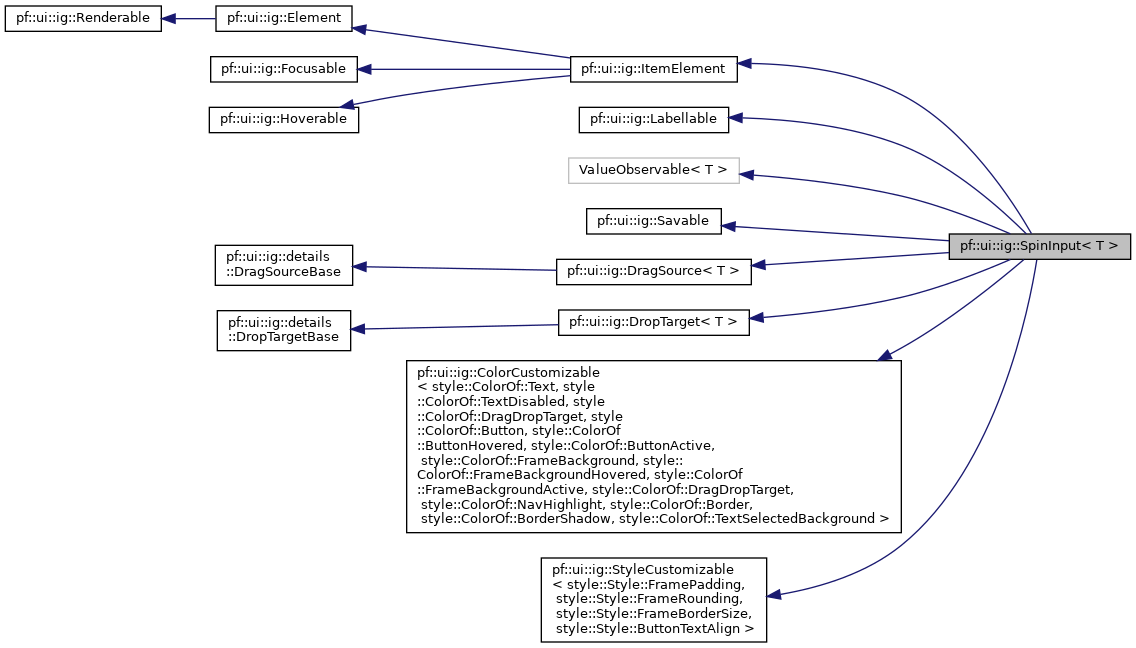 pf::ui::ig::Renderable
pf::ui::ig::Element
pf::ui::ig::Focusable
pf::ui::ig::ItemElement
pf::ui::ig::Hoverable
pf::ui::ig::Labellable
ValueObservable< T >
pf::ui::ig::Savable
pf::ui::ig::SpinInput< T >
pf::ui::ig::details
::DragSourceBase
pf::ui::ig::DragSource< T >
pf::ui::ig::details
::DropTargetBase
pf::ui::ig::DropTarget< T >
pf::ui::ig::ColorCustomizable
< style::ColorOf::Text, style
::ColorOf::TextDisabled, style
::ColorOf::DragDropTarget, style
::ColorOf::Button, style::ColorOf
::ButtonHovered, style::ColorOf::ButtonActive,
style::ColorOf::FrameBackground, style::
ColorOf::FrameBackgroundHovered, style::ColorOf
::FrameBackgroundActive, style::ColorOf::DragDropTarget,
style::ColorOf::NavHighlight, style::ColorOf::Border,
style::ColorOf::BorderShadow, style::ColorOf::TextSelectedBackground >
pf::ui::ig::StyleCustomizable
< style::Style::FramePadding,
style::Style::FrameRounding,
style::Style::FrameBorderSize,
style::Style::ButtonTextAlign >